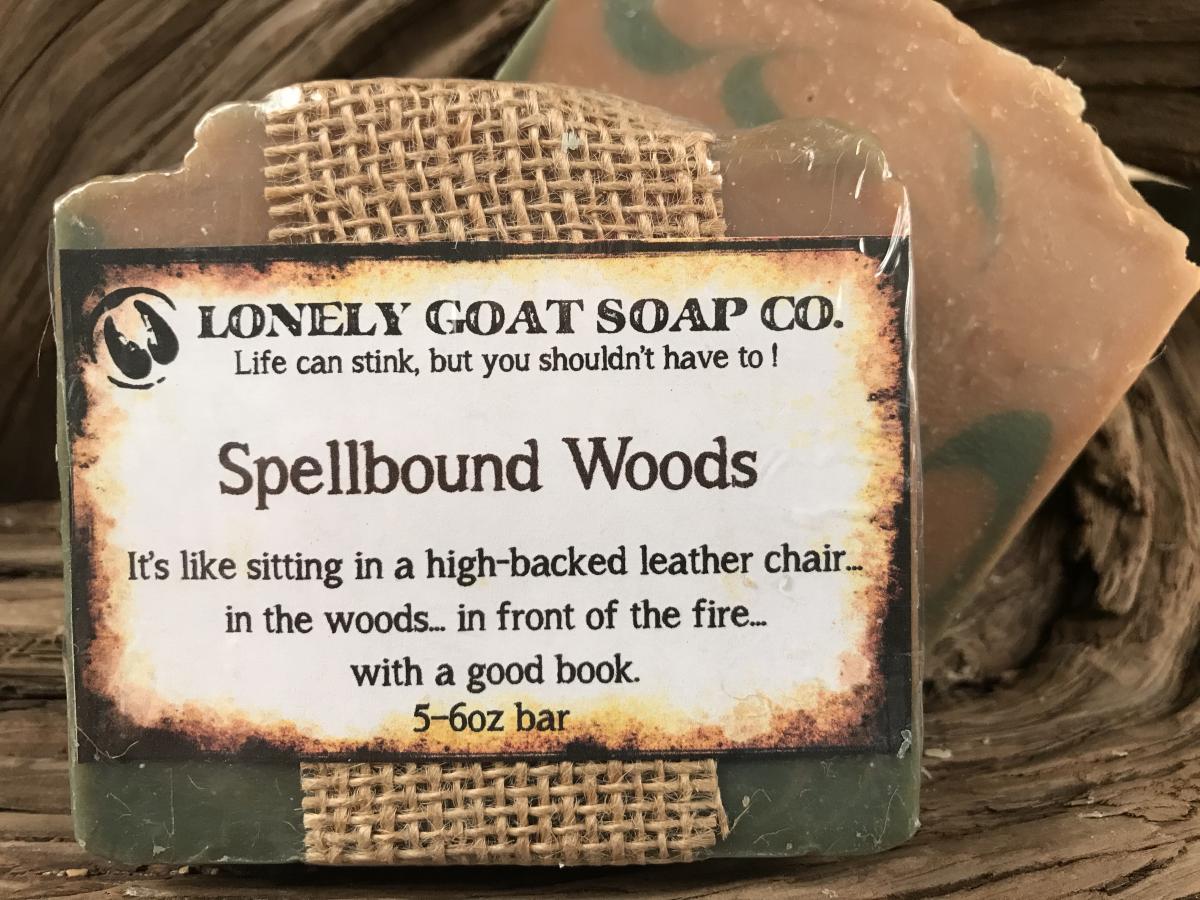 LONELY GOAT SOAP CO.
Life can stink, but you shouldn't have to !
Spellbound Woods
It's like sitting in a high-backed leather chair...
in the woods... in front of the fire...
with a good book.
5-6oz bar